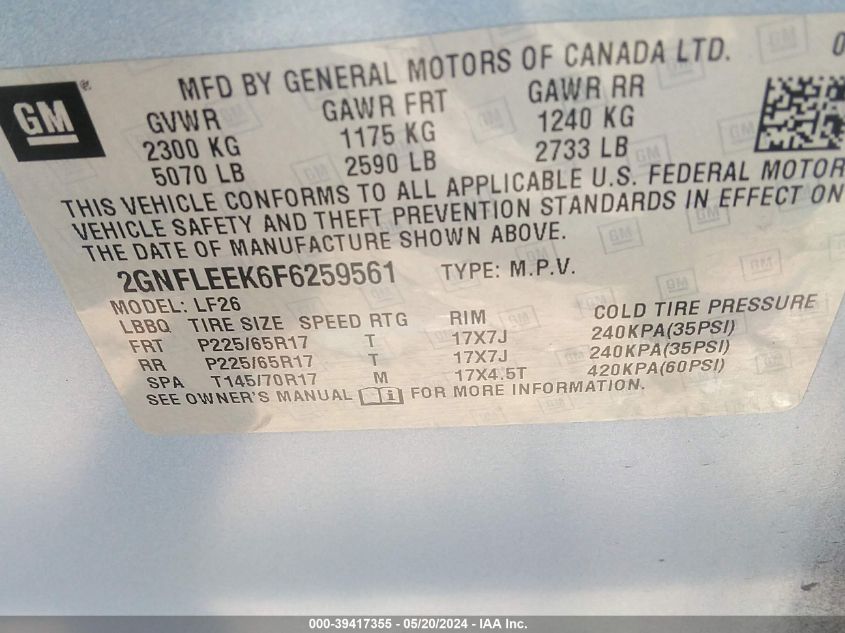 GM®
MFD BY GENERAL MOTORS OF CANADA LTD. 0
GVWR GAWR FRT GAWR RR
2300 KG 1175 KG 1240 KG
5070 LB 2590 LB 2733 LB
THIS VEHICLE CONFORMS TO ALL APPLICABLE U.S. FEDERAL MOTOR
VEHICLE SAFETY AND THEFT PREVENTION STANDARDS IN EFFECT ON
THE DATE OF MANUFACTURE SHOWN ABOVE.
2GNFLEEK6F6259561 TYPE: M.P.V.
MODEL: LF26
LBBQ TIRE SIZE SPEED RTG RIM COLD TIRE PRESSURE
FRT P225/65R17 T 17X7J 240KPA(35PSI)
RR P225/65R17 T 17X7J 240KPA(35PSI)
SPA T145/70R17 M 17X4.5T 420KPA(60PSI)
SEE OWNER'S MANUAL FOR MORE INFORMATION.
000-39417355 - 05/20/2024 - IAA Inc.